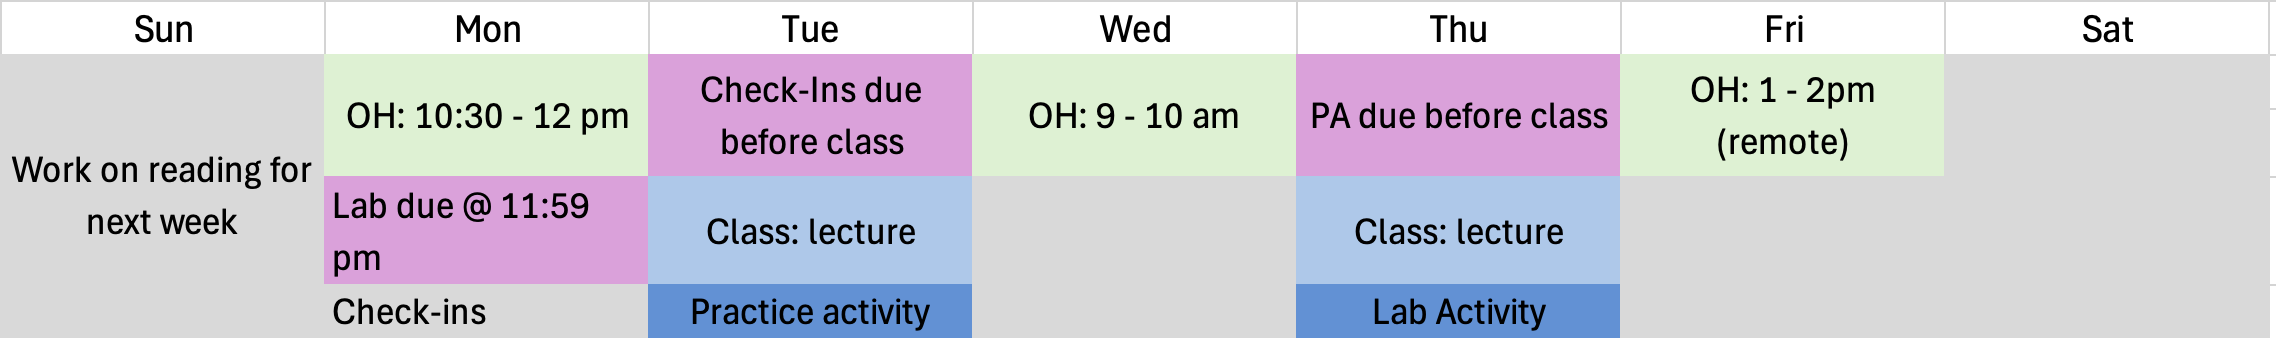 Sun Mon Tue Wed Thu Fri Sat
Work on reading for
next week
OH: 10:30 - 12 pm
Lab due @ 11:59
pm
Check-ins
Check-Ins due
before class
Class: lecture
Practice activity
OH: 9 - 10 am
PA due before class
Class: lecture
Lab Activity
OH: 1 - 2pm
(remote)